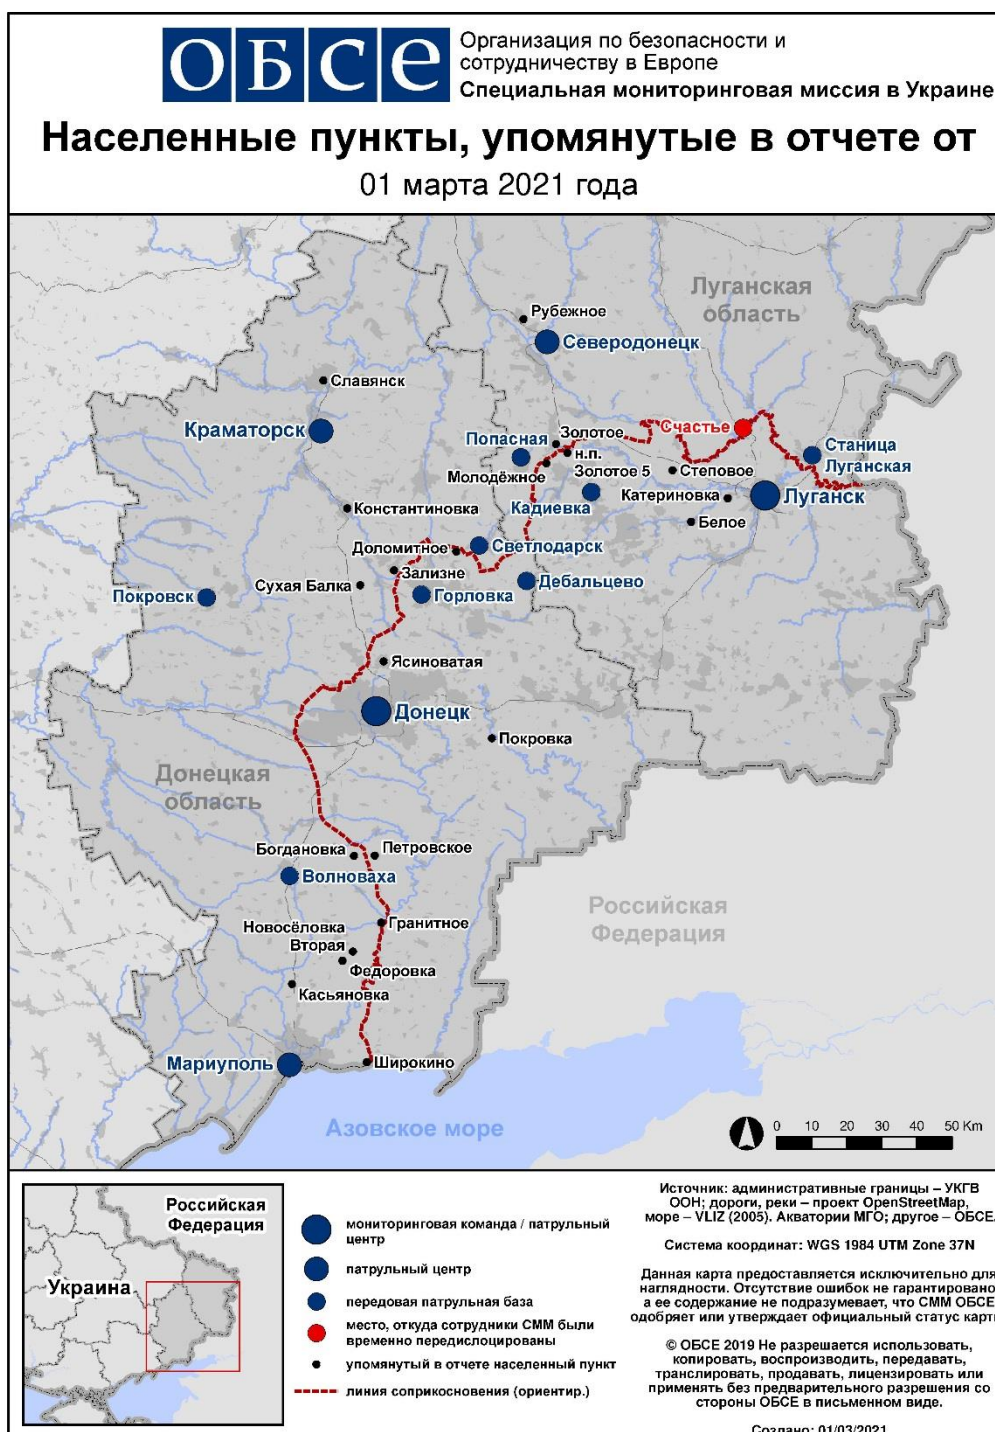 ОБСЕ
Организация по безопасности и
сотрудничеству в Европе
Специальная мониторинговая миссия в Украине
Населенные пункты, упомянутые в отчете от
01 марта 2021 года
Луганская
область
Рубежное
Северодонецк
Славянск
Краматорск
Счастье
Попасная
Золотое
н.п.
Золотое 5
Молодёжное
Станица
Луганская
Степовое
Катериновка
Луганск
Кадиевка
Белое
Константиновка
Доломитное
Светлодарск
Зализне
Сухая Балка
Дебальцево
Покровск
Горловка
Ясиноватая
Донецк
Покровка
Донецкая
область
Богдановка
Петровское
Волноваха
Российская
Федерация
Гранитное
Новосёловка
Вторая
Федоровка
Касьяновка
Мариуполь
Широкино
Азовское море
0 10 20 30 40 50 Km
Российская
Федерация
Украина
мониторинговая команда / патрульный
центр
патрульный центр
передовая патрульная база
место, откуда сотрудники СММ были
временно передислоцированы
упомянутый в отчете населенный пункт
линия соприкосновения (ориентир.)
Источник: административные границы – УКГВ
ООН; дороги, реки – проект OpenStreetMap,
море – VLIZ (2005). Акватории МГО; другое – ОБСЕ.
Система координат: WGS 1984 UTM Zone 37N
Данная карта предоставляется исключительно для
наглядности. Отсутствие ошибок не гарантировано
а ее содержание не подразумевает, что СММ ОБСЕ
одобряет или утверждает официальный статус карт
© ОБСЕ 2019 Не разрешается использовать,
копировать, воспроизводить, передавать,
транслировать, продавать, лицензировать или
применять без предварительного разрешения со
стороны ОБСЕ в письменном виде.
Создано: 01/03/2021